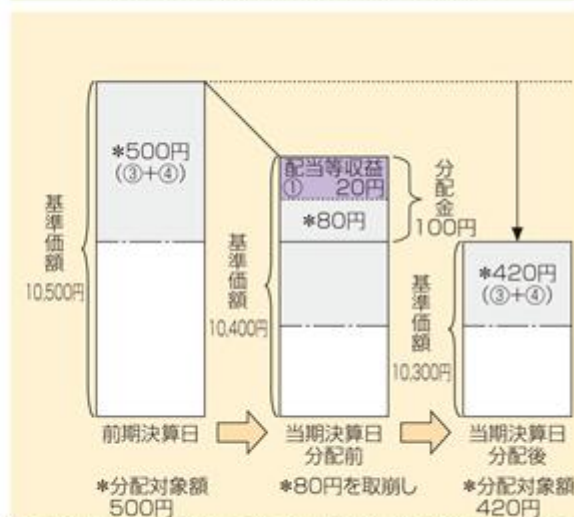 *500円
(③+④)
基準価額
10,500円
配当等収益
① 20円
*80円
分配金
100円
基準価額
10,400円
*420円
(③+④)
基準価額
10,300円
前期決算日
当期決算日
分配前
当期決算日
分配後
*分配対象額
500円
*80円を取崩し
*分配対象額
420円